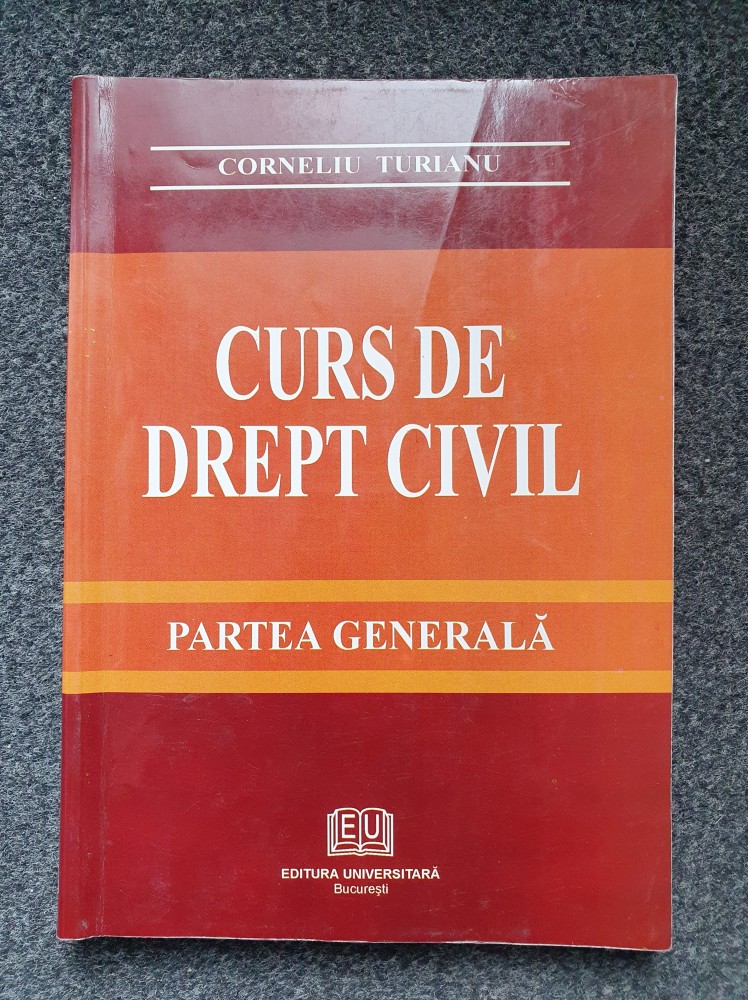 CORNELIU TURIANU
CURS DE
DREPT CIVIL
PARTEA GENERALĂ
EU
EDITURA UNIVERSITARĂ
București